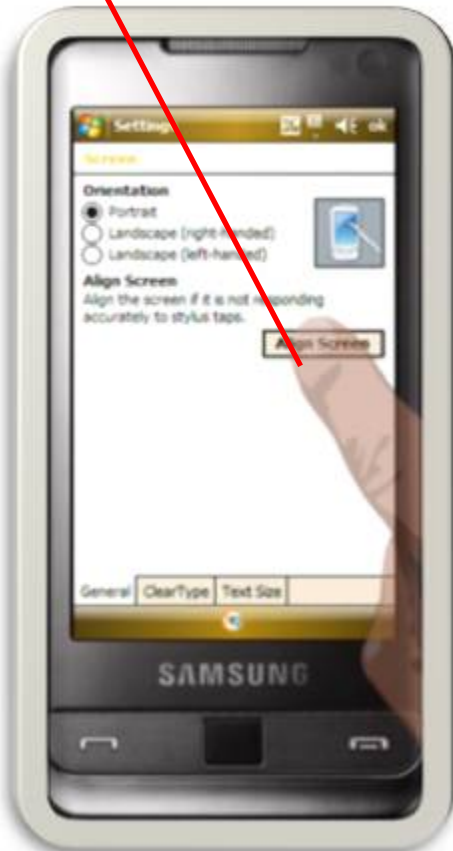 Settings
ok
Screen
Orientation
Portrait
Landscape (right-handed)
Landscape (left-handed)
Align Screen
Align the screen if it is not responding
accurately to stylus taps.
Align Screen
General ClearType Text Size
SAMSUNG